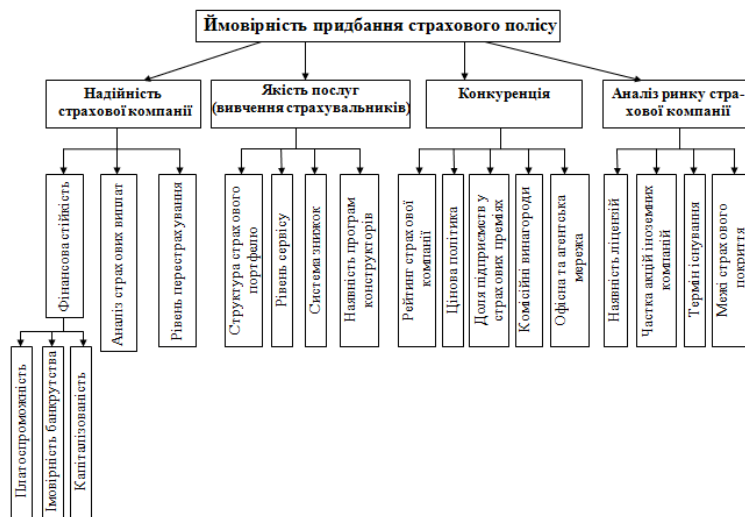 Ймовірність придбання страхового полісу
Надійність
страхової компанії
Якість послуг
(вивчення страхувальників)
Конкуренція
Аналіз ринку стра-
хової компанії
Фінансова стійкість
Аналіз страхових виплат
Рівень перестрахування
Структура страхового
портфелю
Рівень сервісу
Система знижок
Наявність програм
конструкторів
Рейтинг страхової
компанії
Цінова політика
Доля підприємств у
страхових преміях
Комісійні винагороди
Офісна та агентська
мережа
Наявність ліцензій
Частка акцій іноземних
компаній
Термін існування
Межі страхового
покриття
Платоспроможність
Імовірність банкрутства
Капіталізованість